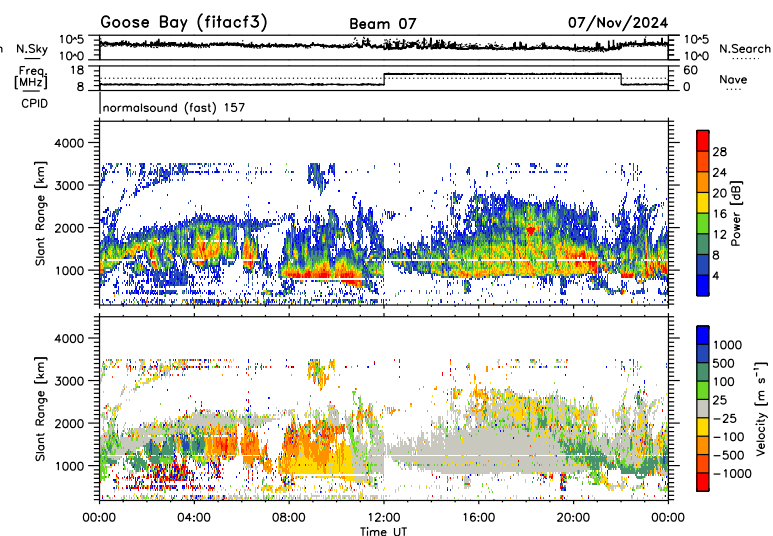 Goose Bay (fitacf3) Beam 07 07/Nov/2024
N.Sky 10^5 10^0 10^5 10^0 N.Search
Freq. [MHz] 18 8 60 0 Nave
CPID normalsound (fast) 157
Slant Range [km] 4000 3000 2000 1000
Power [dB] 28 24 20 16 12 8 4
Slant Range [km] 4000 3000 2000 1000
Velocity [m s⁻¹] 1000 500 100 25 −25 −100 −500 −1000
00:00 04:00 08:00 12:00 16:00 20:00 00:00
Time UT